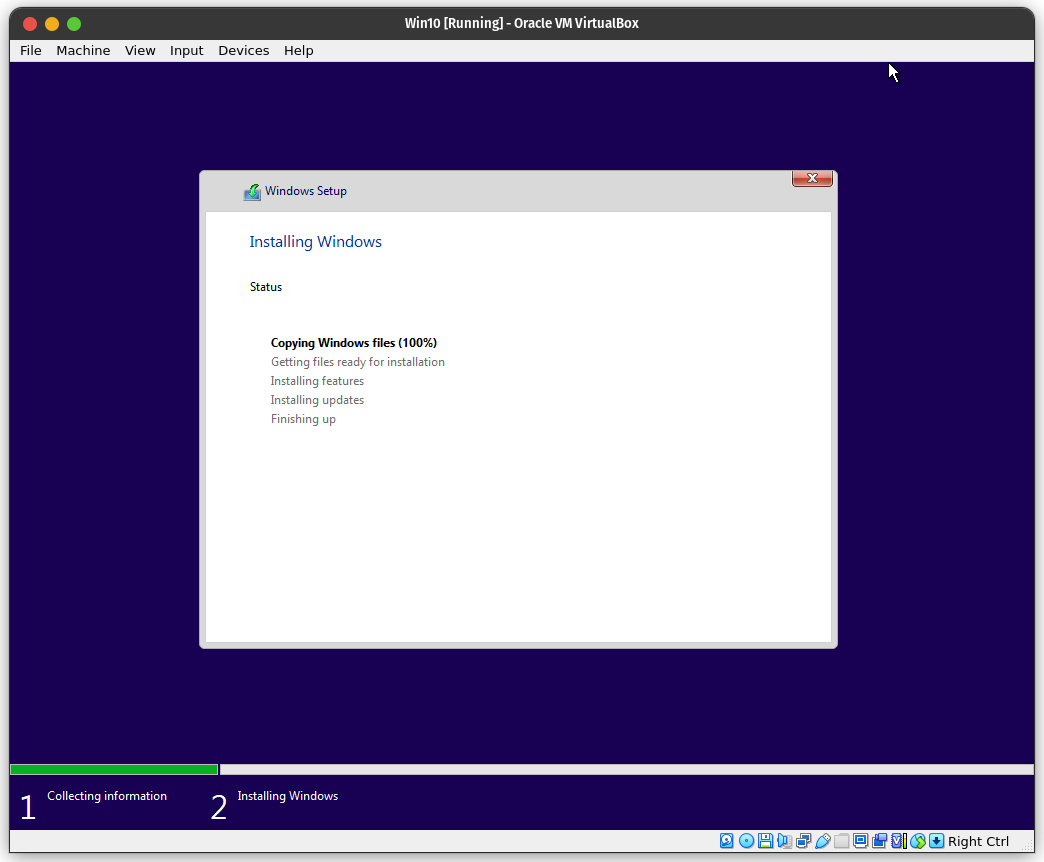 Win10 [Running] - Oracle VM VirtualBox
File Machine View Input Devices Help
Windows Setup
Installing Windows
Status
Copying Windows files (100%)
Getting files ready for installation
Installing features
Installing updates
Finishing up
1 Collecting information 2 Installing Windows
Right Ctrl